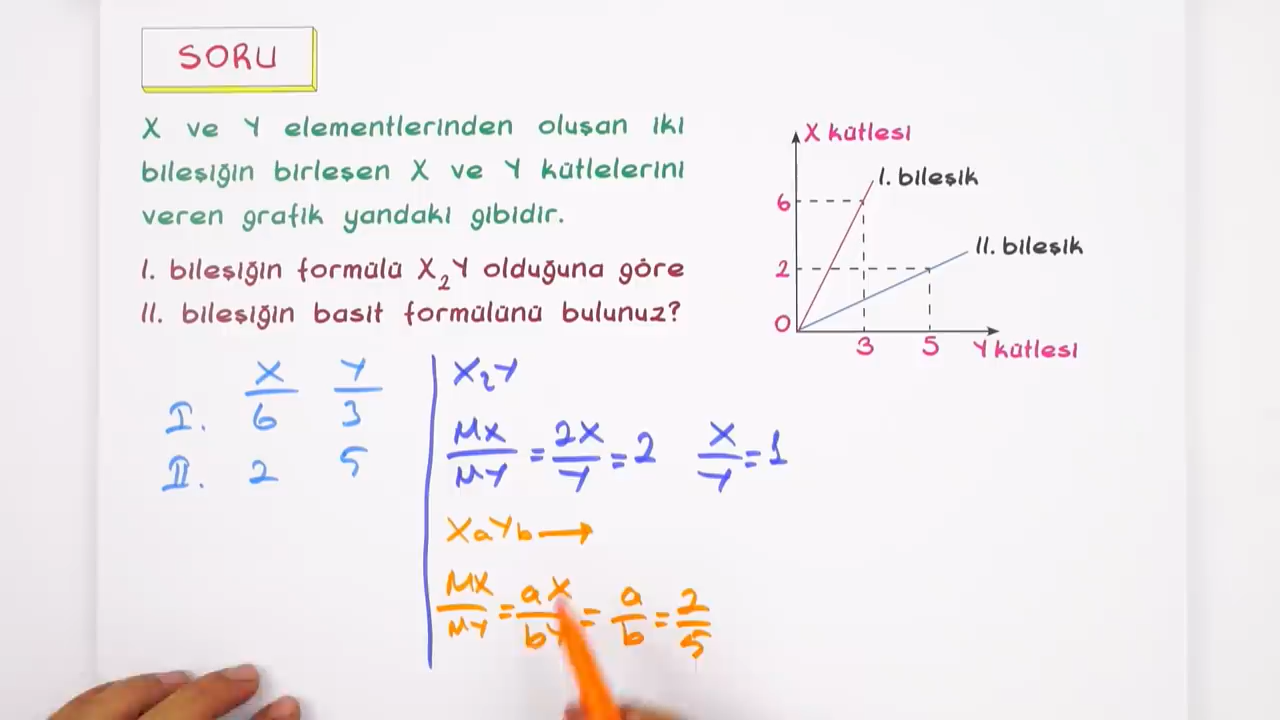 SORU
X ve Y elementlerinden oluşan iki
bileşiğin birleşen X ve Y kütlelerini
veren grafik yandaki gibidir.
I. bileşiğin formülü X₂Y olduğuna göre
II. bileşiğin basit formülünü bulunuz?
X kütlesi
I. bileşik
6
II. bileşik
2
0
3 5 Y kütlesi
X Y
I. 6 3
II. 2 5
X₂Y
MX/MY = 2X/Y = 2 X/Y = 1
XaYb →
MX/MY = aX/bY = a/b = 2/5